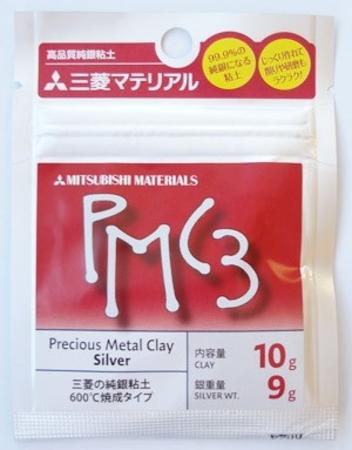 高品質純銀粘土
三菱マテリアル
99.9%の
純銀になる
粘土
じっくり作れて
削りや研磨も
ラクラク!
MITSUBISHI MATERIALS
PMC3
Precious Metal Clay
Silver
三菱の純銀粘土
600℃焼成タイプ
内容量 10g
CLAY
銀重量 9g
SILVER WT.